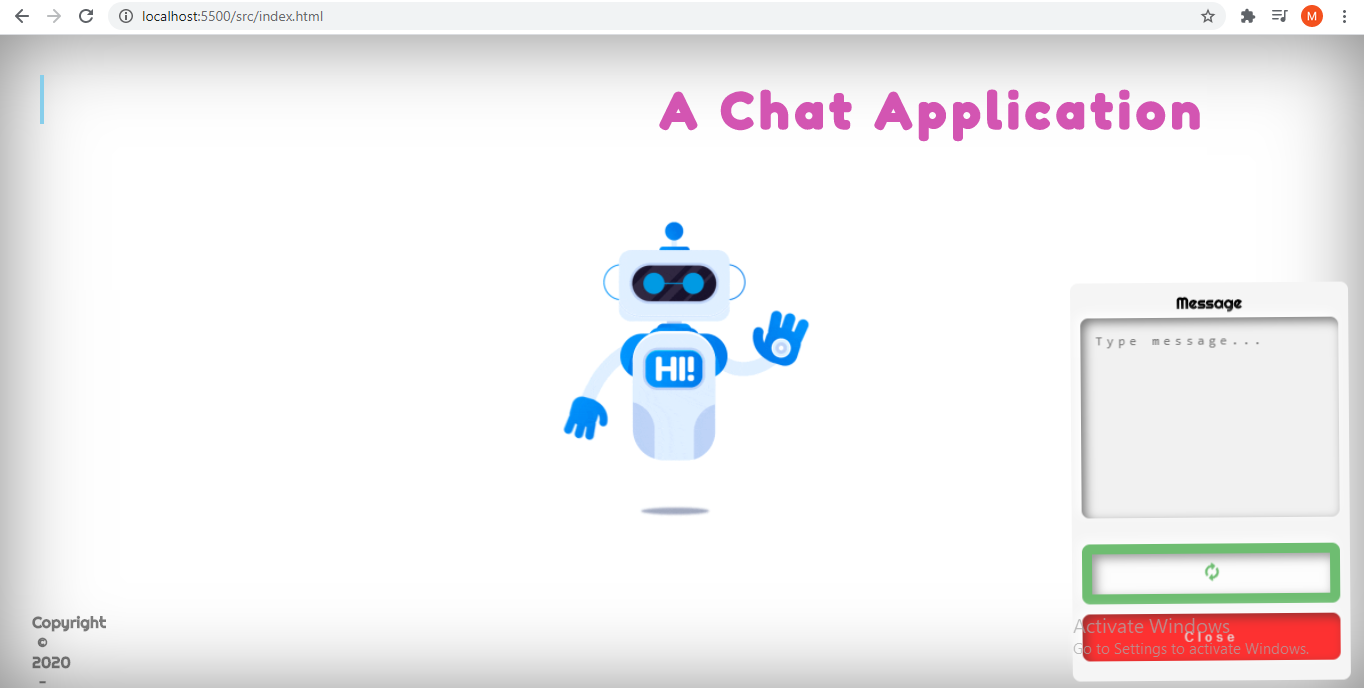 localhost:5500/src/index.html
M
A Chat Application
HI!
Message
Type message...
Close
Activate Windows
Go to Settings to activate Windows.
Copyright
©
2020
-